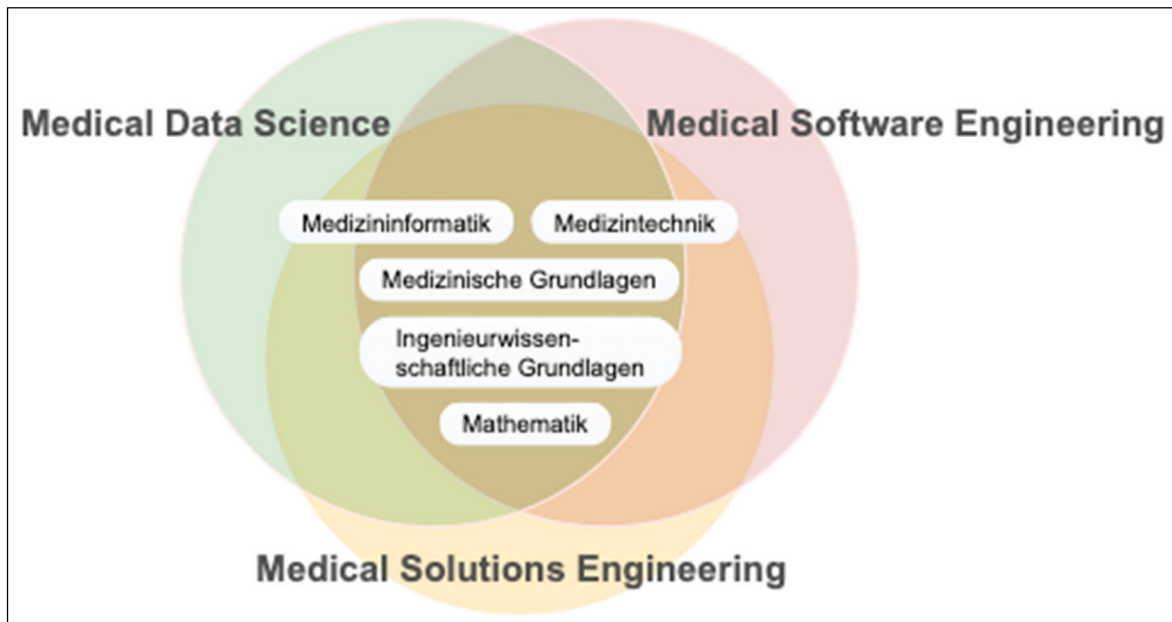 Medical Data Science
Medical Software Engineering
Medizininformatik
Medizintechnik
Medizinische Grundlagen
Ingenieurwissen-
schaftliche Grundlagen
Mathematik
Medical Solutions Engineering